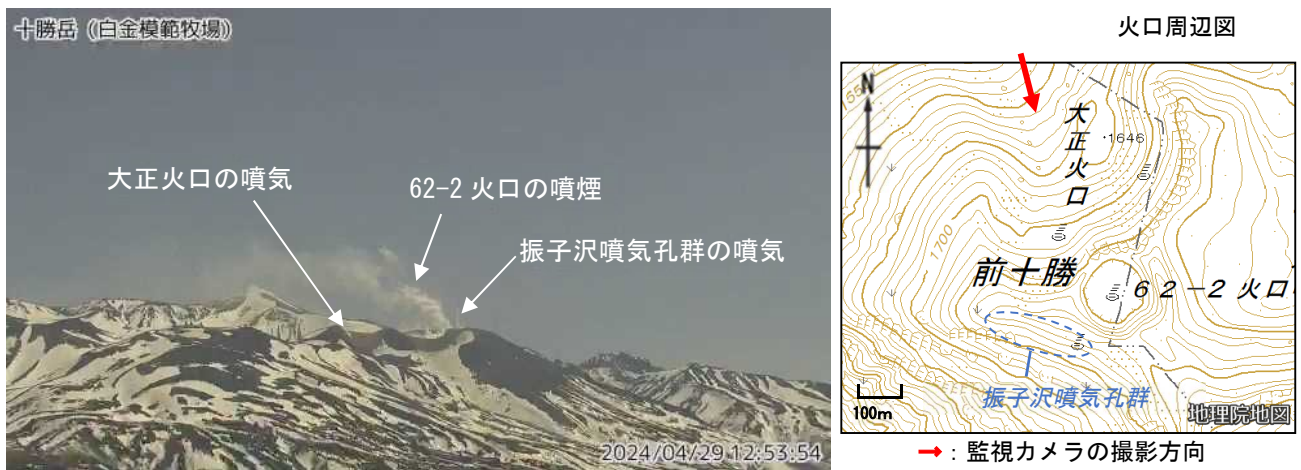 十勝岳（白金模範牧場）
大正火口の噴気
62-2 火口の噴煙
振子沢噴気孔群の噴気
2024/04/29 12:53:54
火口周辺図
N
大正火口
・1646
1700
前十勝
６２－２ 火口
振子沢噴気孔群
100m
地理院地図
➡：監視カメラの撮影方向